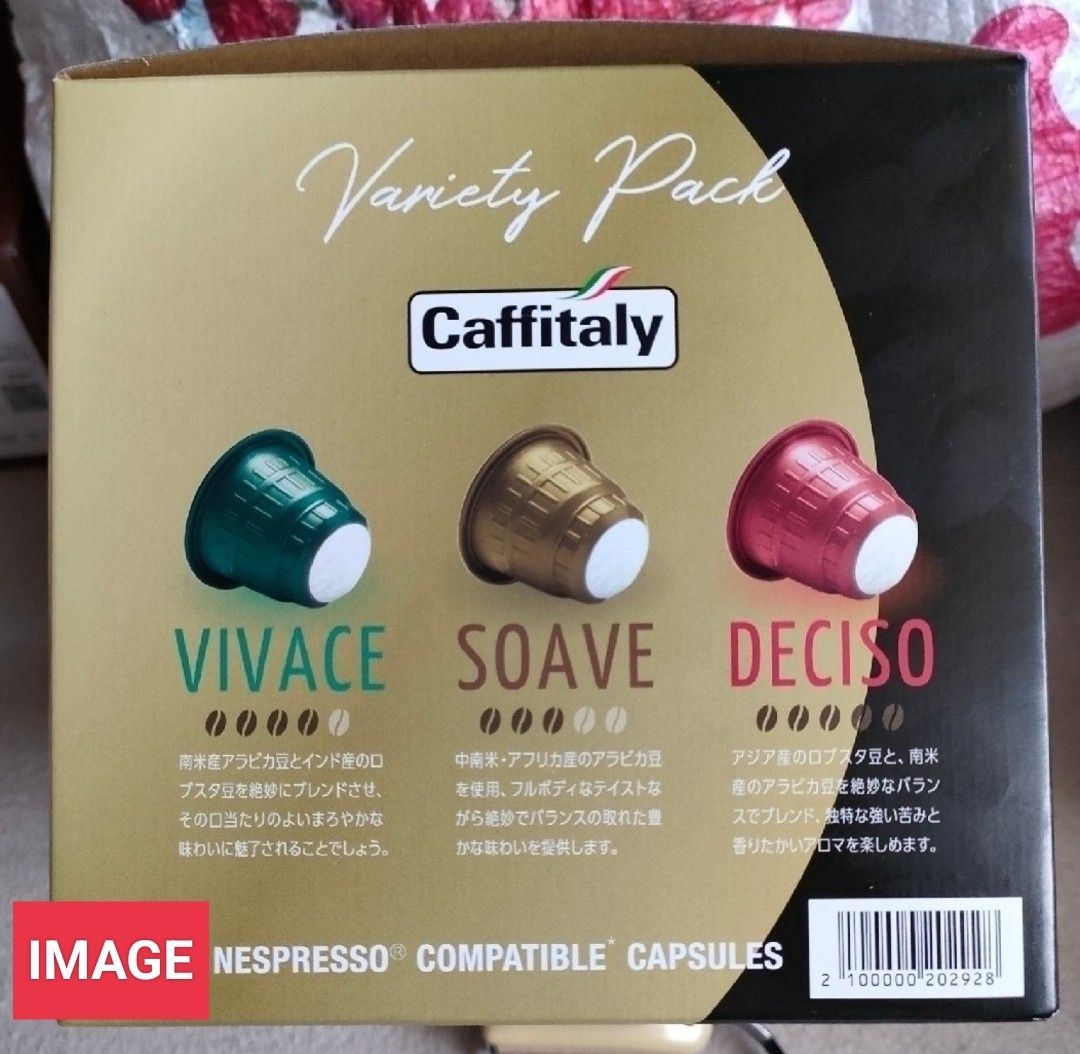 Variety Pack
Caffitaly
VIVACE
南米産アラビカ豆とインド産のロ
ブスタ豆を絶妙にブレンドさせ、
その口当たりのよいまろやかな
味わいに魅了されることでしょう。
SOAVE
中南米・アフリカ産のアラビカ豆
を使用、フルボディなテイストな
がら絶妙でバランスの取れた豊
かな味わいを提供します。
DECISO
アジア産のロブスタ豆と、南米
産のアラビカ豆を絶妙なバラン
スでブレンド、独特な強い苦みと
香りたかいアロマを楽しめます。
IMAGE
NESPRESSO® COMPATIBLE* CAPSULES
2 100000 202928